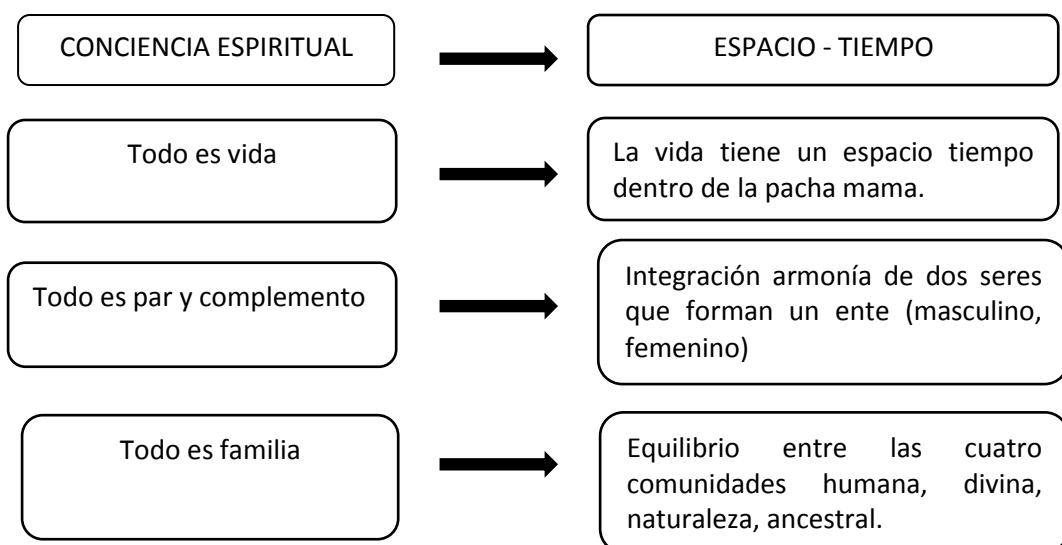 CONCIENCIA ESPIRITUAL
ESPACIO - TIEMPO
Todo es vida
La vida tiene un espacio tiempo
dentro de la pacha mama.
Todo es par y complemento
Integración armonía de dos seres
que forman un ente (masculino,
femenino)
Todo es familia
Equilibrio entre las cuatro
comunidades humana, divina,
naturaleza, ancestral.